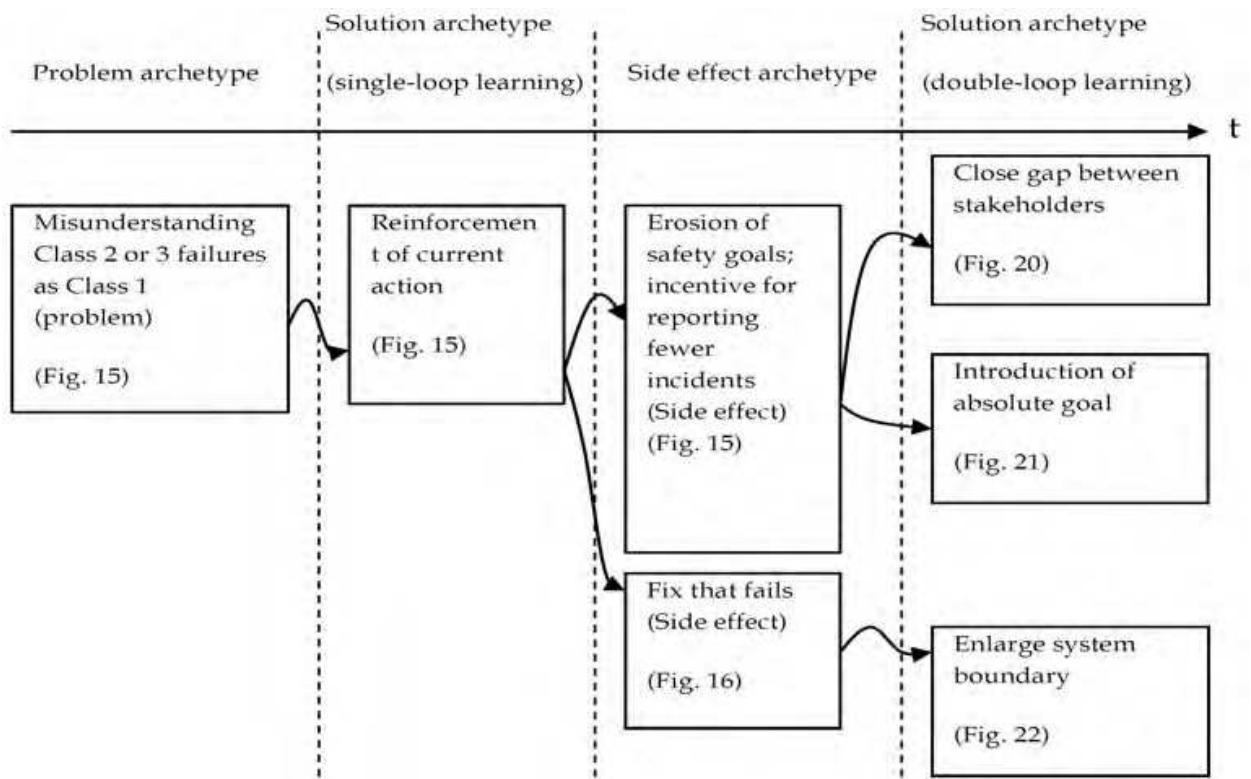 Problem archetype
Solution archetype
(single-loop learning)
Side effect archetype
Solution archetype
(double-loop learning)
t
Misunderstanding
Class 2 or 3 failures
as Class 1
(problem)
(Fig. 15)
Reinforcemen
t of current
action
(Fig. 15)
Erosion of
safety goals;
incentive for
reporting
fewer
incidents
(Side effect)
(Fig. 15)
Fix that fails
(Side effect)
(Fig. 16)
Close gap between
stakeholders
(Fig. 20)
Introduction of
absolute goal
(Fig. 21)
Enlarge system
boundary
(Fig. 22)